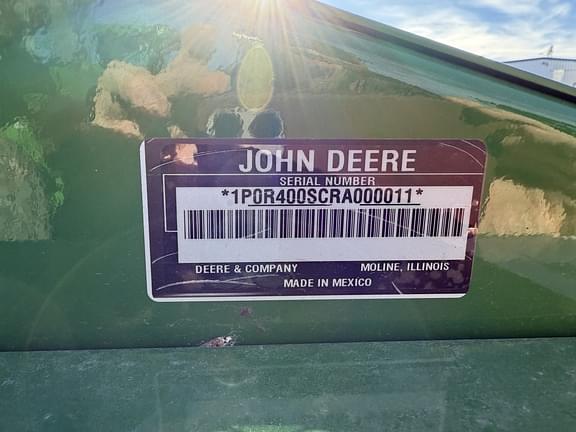 JOHN DEERE
SERIAL NUMBER
*1P0R400SCRA000011*
DEERE & COMPANY MOLINE, ILLINOIS
MADE IN MEXICO